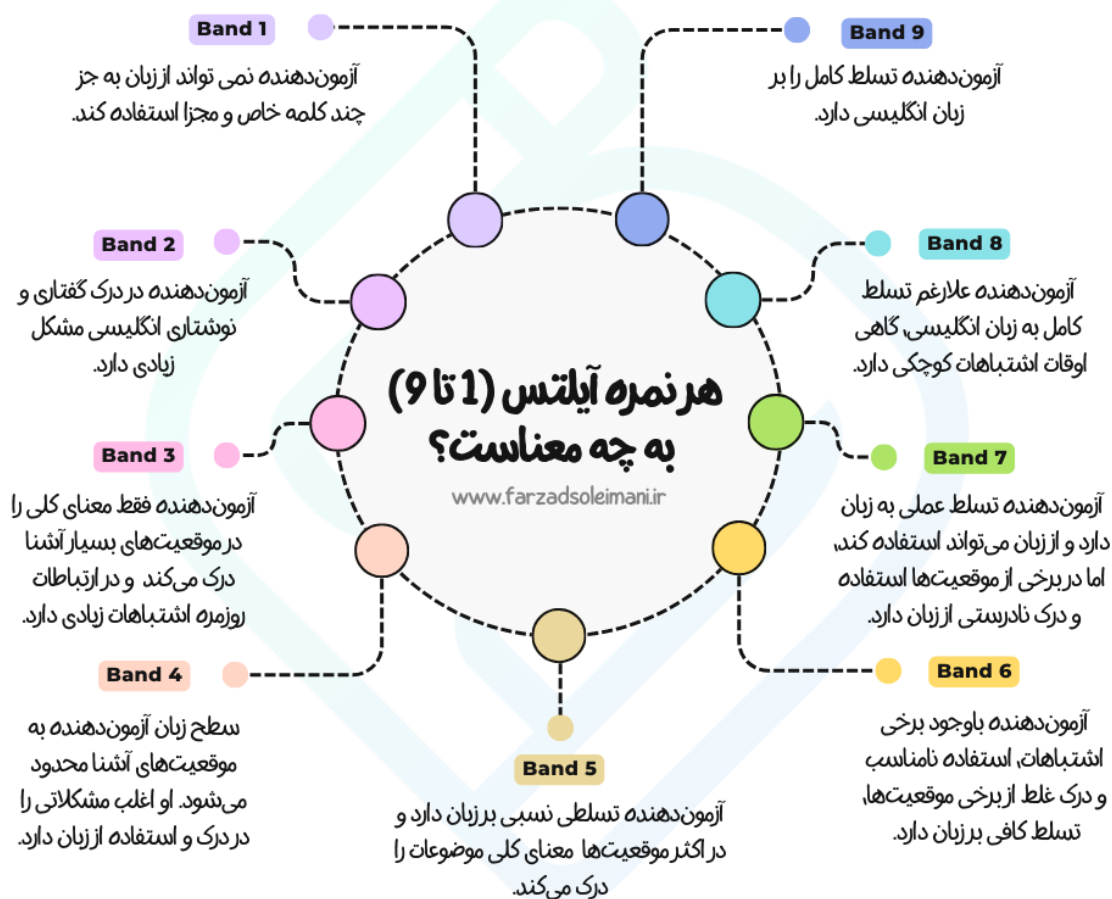 هر نمره آیلتس (1 تا 9)
به چه معناست؟
www.farzadsoleimani.ir
Band 1
آزمون‌دهنده نمی تواند از زبان به جز
چند کلمه خاص و مجزا استفاده کند.
Band 2
آزمون‌دهنده در درک گفتاری و
نوشتاری انگلیسی مشکل
زیادی دارد.
Band 3
آزمون‌دهنده فقط معنای کلی را
در موقعیت‌های بسیار آشنا
درک می‌کند و در ارتباطات
روزمره اشتباهات زیادی دارد.
Band 4
سطح زبان آزمون‌دهنده به
موقعیت‌های آشنا محدود
می‌شود. او اغلب مشکلاتی را
در درک و استفاده از زبان دارد.
Band 5
آزمون‌دهنده تسلطی نسبی بر زبان دارد و
در اکثر موقعیت‌ها معنای کلی موضوعات را
درک می‌کند.
Band 6
آزمون‌دهنده باوجود برخی
اشتباهات، استفاده نامناسب
و درک غلط از برخی موقعیت‌ها،
تسلط کافی بر زبان دارد.
Band 7
آزمون‌دهنده تسلط عملی به زبان
دارد و از زبان می‌تواند استفاده کند،
اما در برخی از موقعیت‌ها استفاده
و درک نادرستی از زبان دارد.
Band 8
آزمون‌دهنده علارغم تسلط
کامل به زبان انگلیسی، گاهی
اوقات اشتباهات کوچکی دارد.
Band 9
آزمون‌دهنده تسلط کامل را بر
زبان انگلیسی دارد.